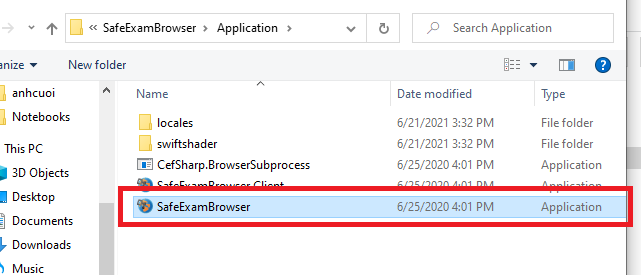 « SafeExamBrowser › Application ›
Search Application
anize
New folder
?
Name
Date modified
Type
anhcuoi
Notebooks
This PC
3D Objects
Desktop
Documents
Downloads
Music
locales 6/21/2021 3:32 PM File folder
swiftshader 6/21/2021 3:32 PM File folder
CefSharp.BrowserSubprocess 6/25/2020 4:01 PM Application
SafeExamBrowser.Client 6/25/2020 4:01 PM Application
SafeExamBrowser 6/25/2020 4:01 PM Application